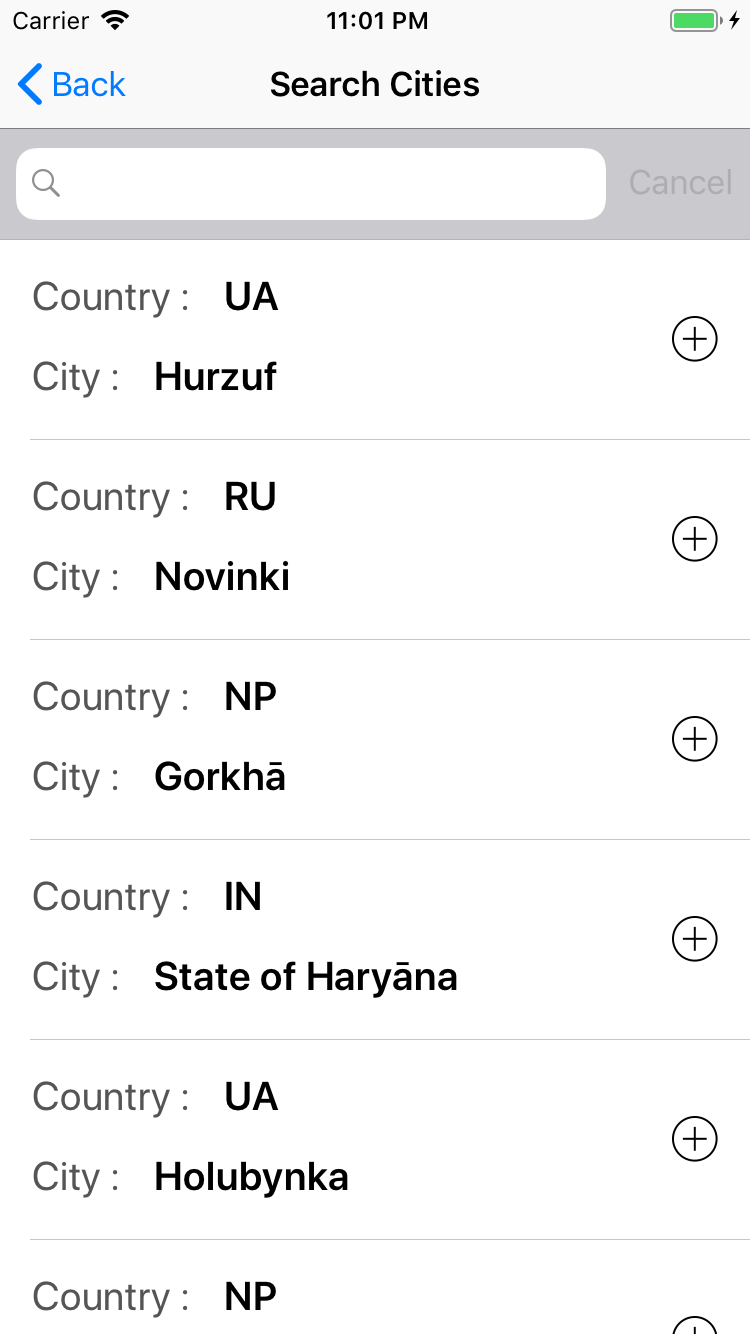 Carrier 11:01 PM
Back Search Cities
Cancel
Country : UA
City : Hurzuf
Country : RU
City : Novinki
Country : NP
City : Gorkhā
Country : IN
City : State of Haryāna
Country : UA
City : Holubynka
Country : NP